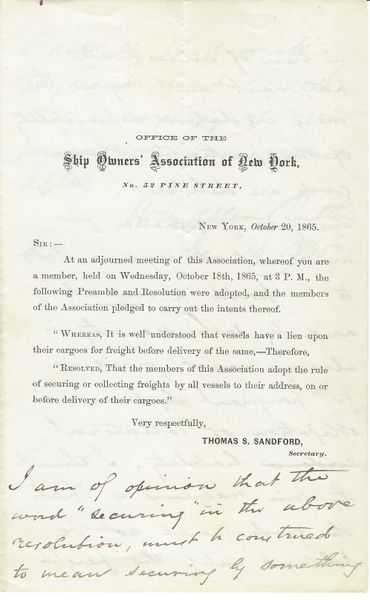 OFFICE OF THE
Ship Owners' Association of New York,
No. 52 PINE STREET,
NEW YORK, October 20, 1865.
SIR:—
At an adjourned meeting of this Association, whereof you are
a member, held on Wednesday, October 18th, 1865, at 3 P. M., the
following Preamble and Resolution were adopted, and the members
of the Association pledged to carry out the intents thereof.
"WHEREAS, It is well understood that vessels have a lien upon
their cargoes for freight before delivery of the same,—Therefore,
"RESOLVED, That the members of this Association adopt the rule
of securing or collecting freights by all vessels to their address, on or
before delivery of their cargoes."
Very respectfully,
THOMAS S. SANDFORD,
Secretary.
I am of opinion that the
word "securing" in the above
resolution, must be construed
to mean securing by something